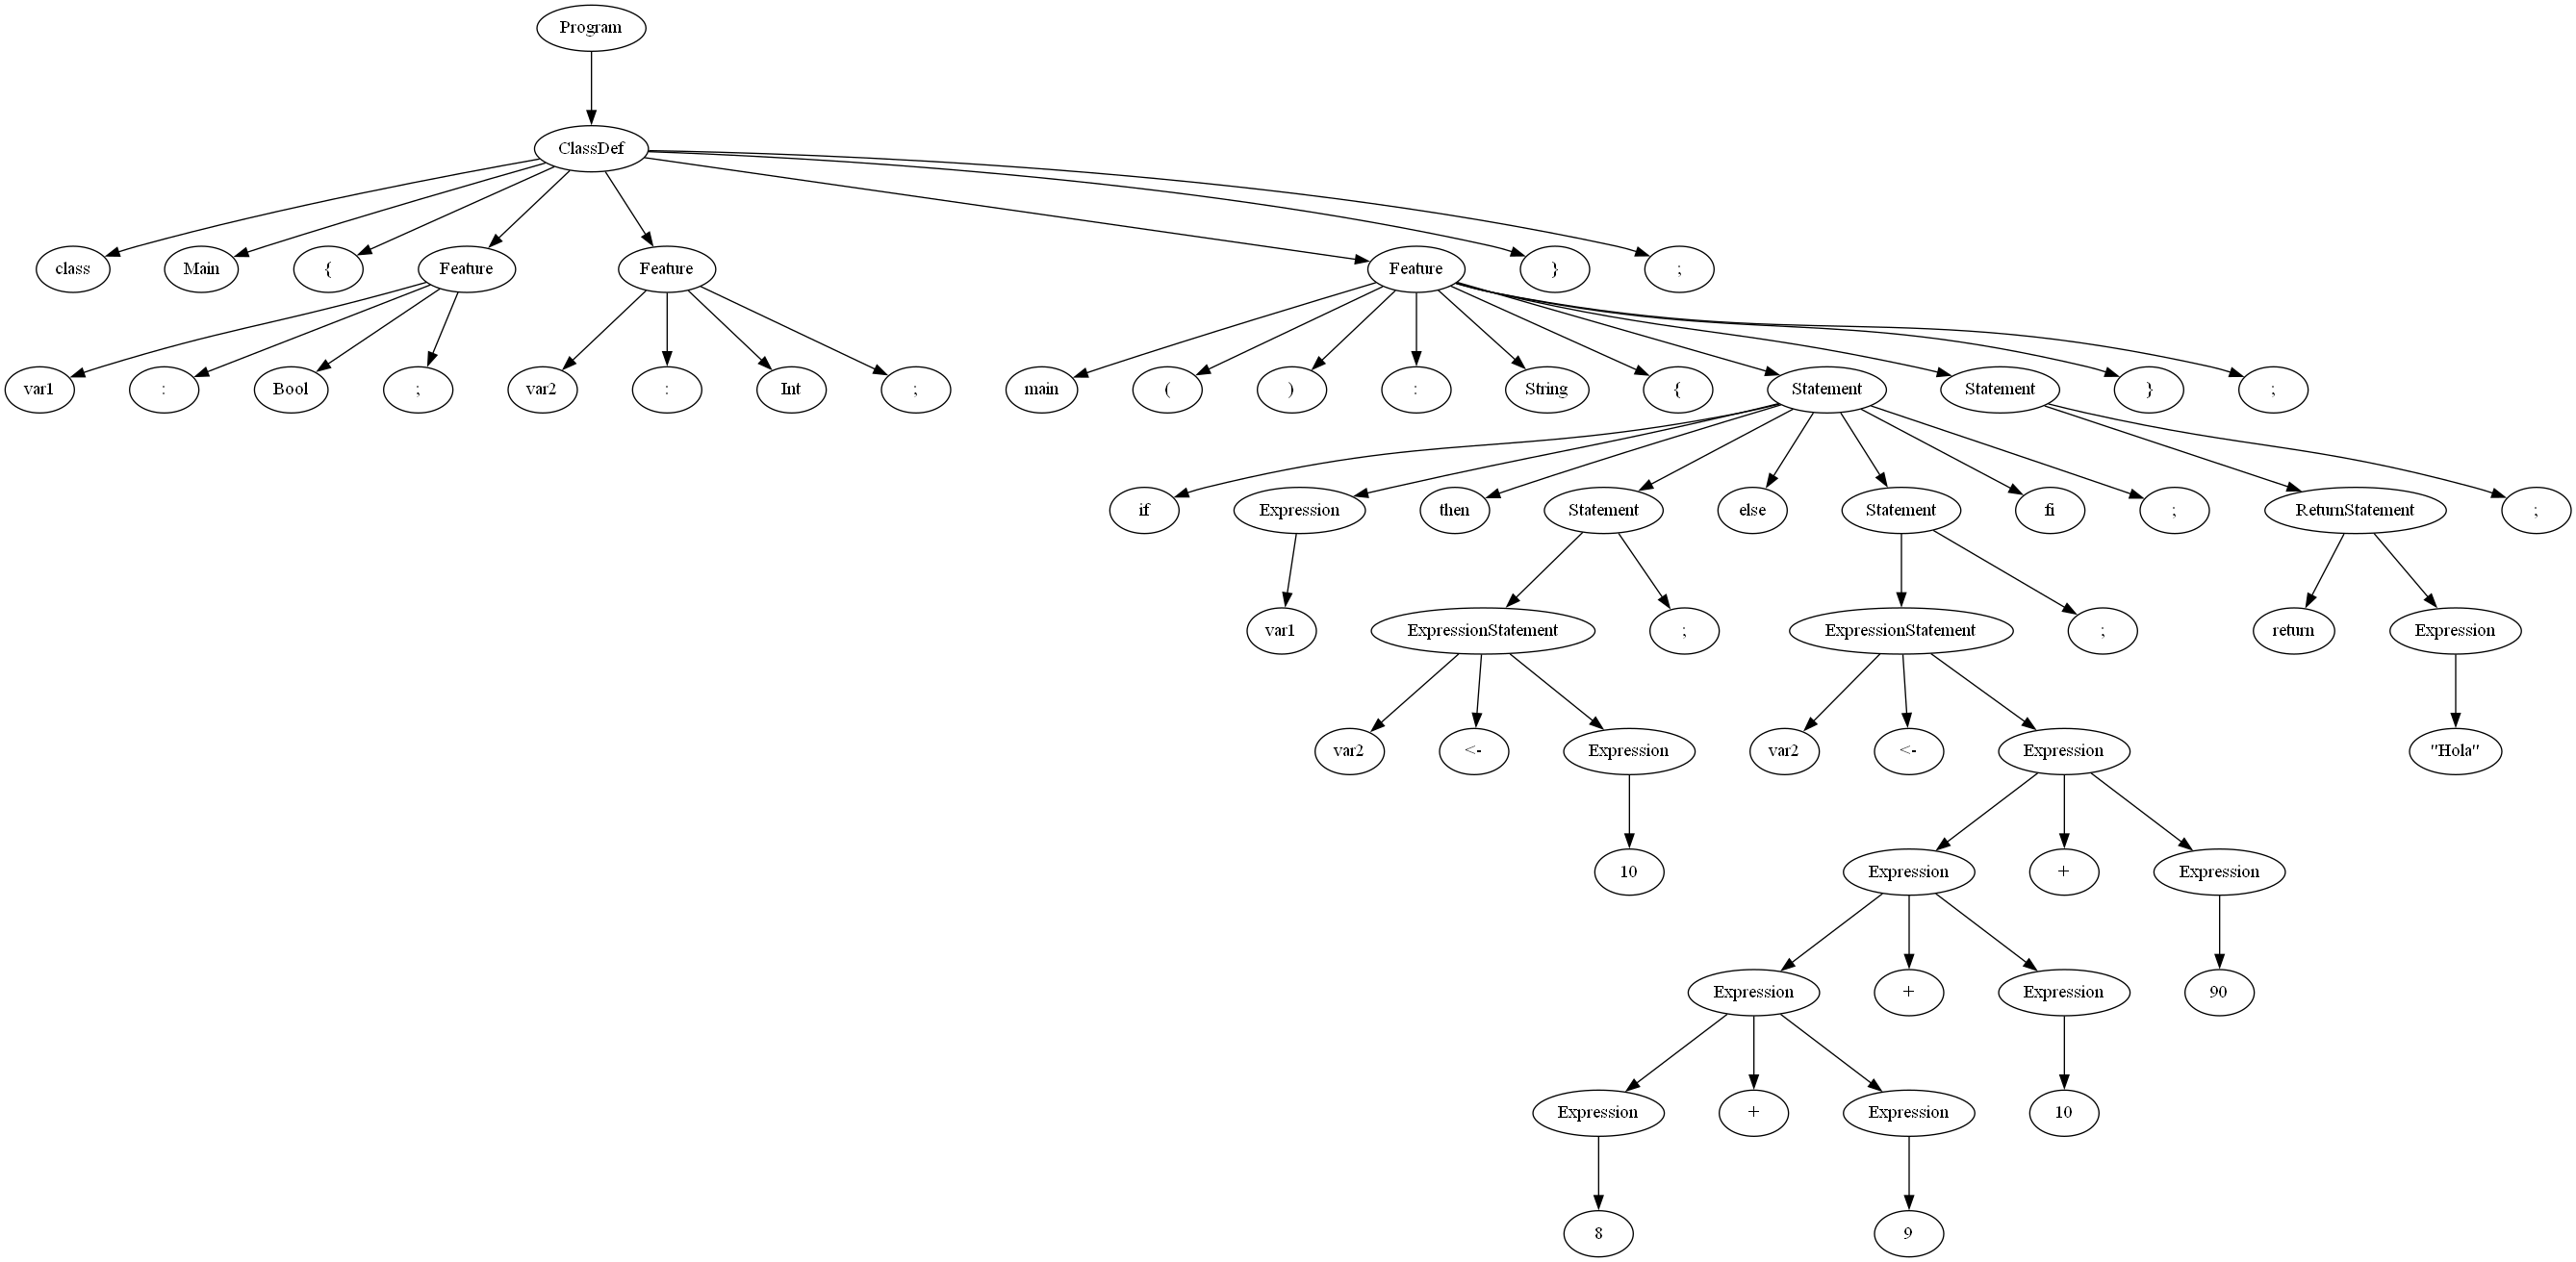 Program
ClassDef
class Main { Feature Feature Feature } ;
var1 : Bool ; var2 : Int ; main ( ) : String { Statement Statement } ;
if Expression then Statement else Statement fi ; ReturnStatement ;
var1 ExpressionStatement ; ExpressionStatement ; return Expression
var2 <- Expression var2 <- Expression "Hola"
10 Expression + Expression
Expression + Expression 90
Expression + Expression 10
8 9